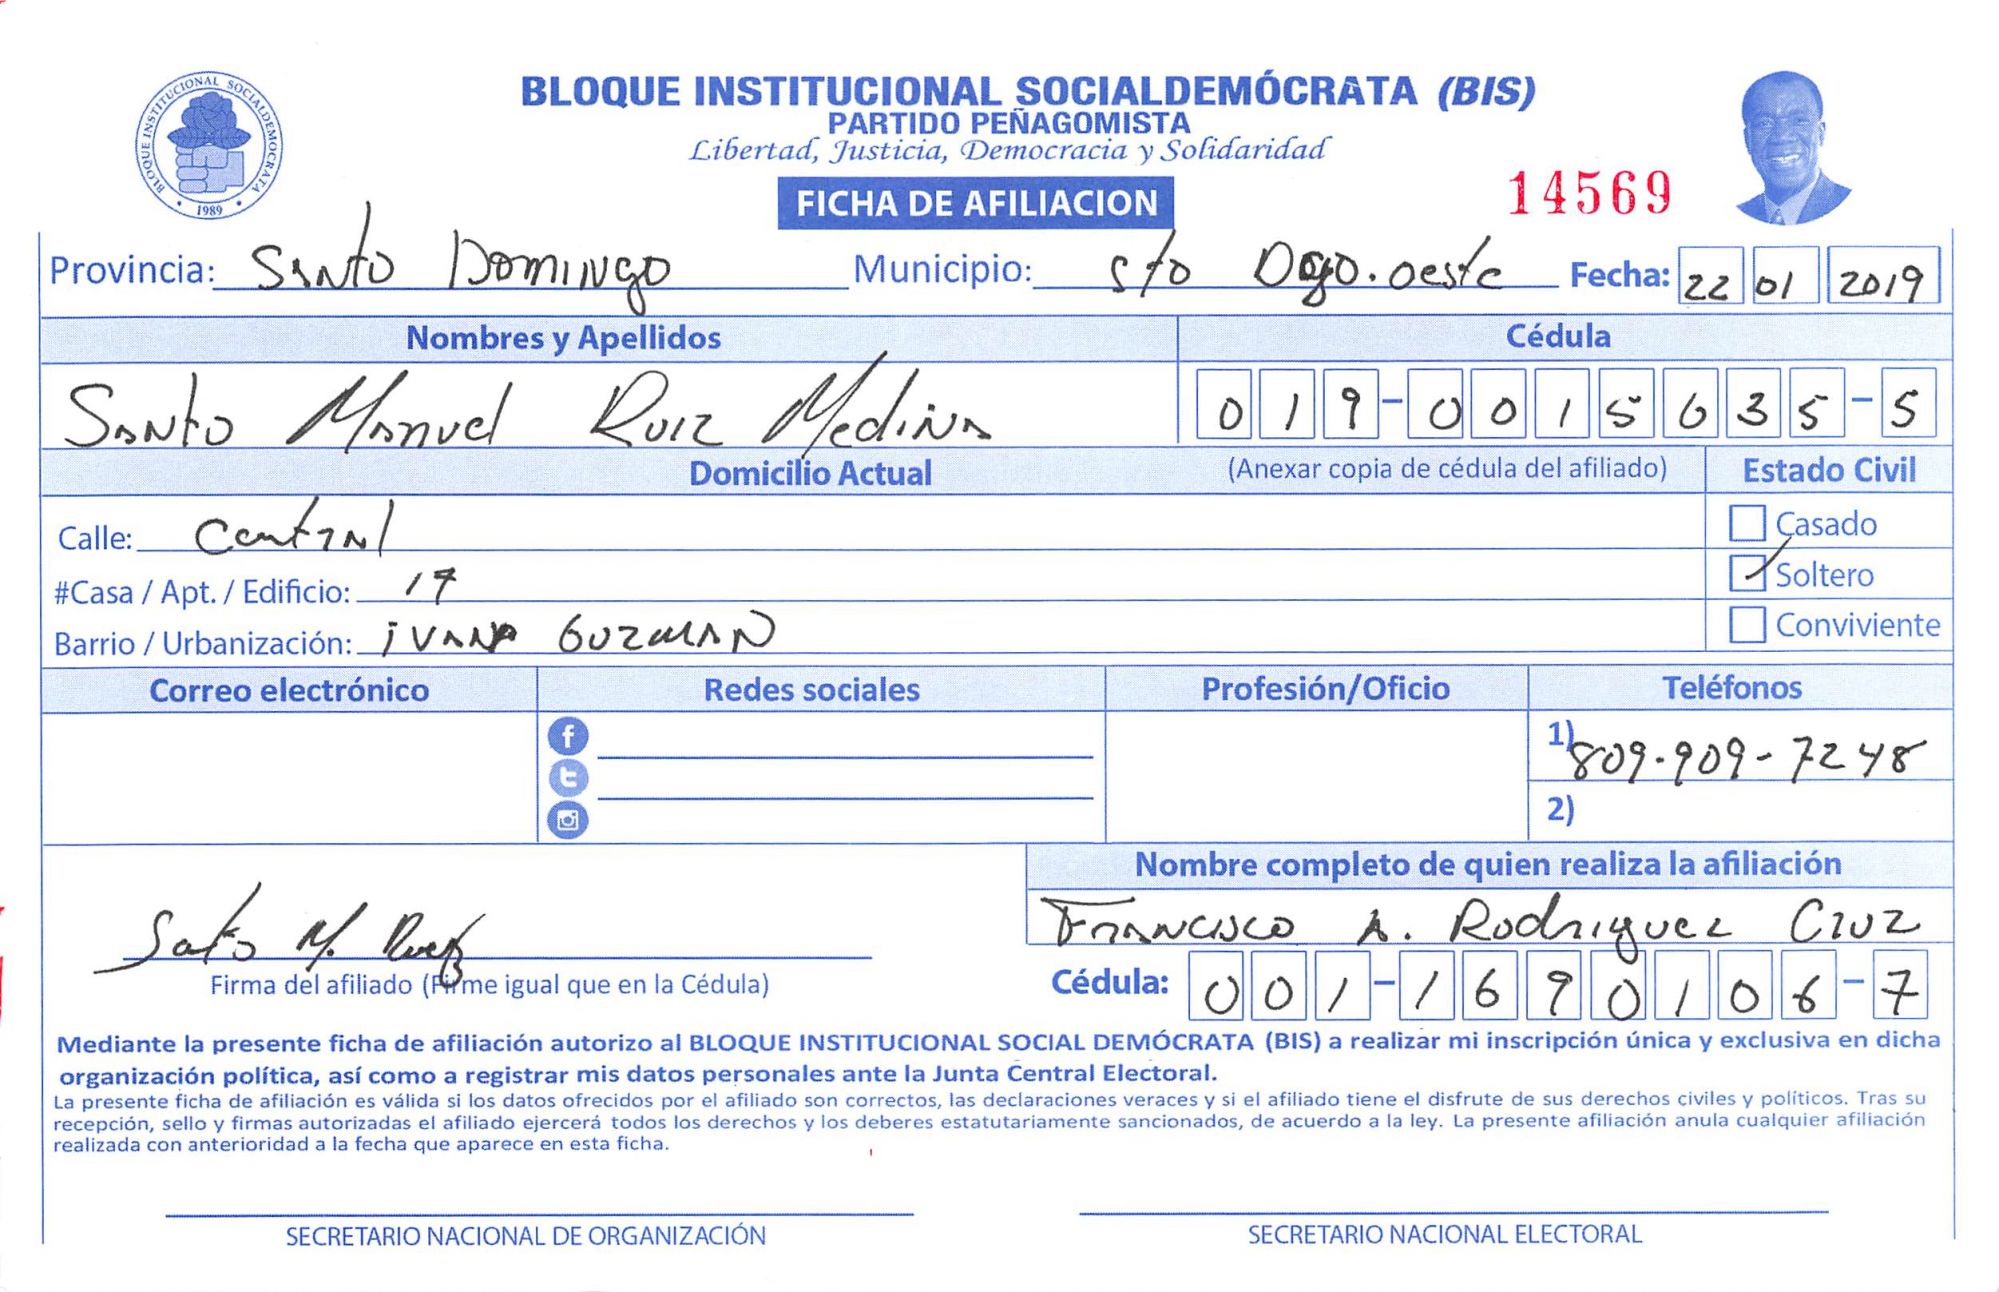 BLOQUE INSTITUCIONAL SOCIALDEMÓCRATA (BIS)
PARTIDO PEÑAGOMISTA
Libertad, Justicia, Democracia y Solidaridad
BLOQUE INSTITUCIONAL SOCIALDEMOCRATA
1989
FICHA DE AFILIACION
14569
Provincia: Santo Domingo Municipio: Sto Dgo. oeste Fecha: 22 01 2019
Nombres y Apellidos Cédula
Santo Manuel Ruiz Medina 019-0015635-5
Domicilio Actual (Anexar copia de cédula del afiliado) Estado Civil
Calle: Central Casado
#Casa / Apt. / Edificio: 17 Soltero
Barrio / Urbanización: ivana Guzman Conviviente
Correo electrónico Redes sociales Profesión/Oficio Teléfonos
1) 809-909-7248
2)
Nombre completo de quien realiza la afiliación
Francisco A. Rodriguez Cruz
Santo M. Ruiz
Firma del afiliado (Firme igual que en la Cédula) Cédula: 001-1690106-7
Mediante la presente ficha de afiliación autorizo al BLOQUE INSTITUCIONAL SOCIAL DEMÓCRATA (BIS) a realizar mi inscripción única y exclusiva en dicha
organización política, así como a registrar mis datos personales ante la Junta Central Electoral.
La presente ficha de afiliación es válida si los datos ofrecidos por el afiliado son correctos, las declaraciones veraces y si el afiliado tiene el disfrute de sus derechos civiles y políticos. Tras su
recepción, sello y firmas autorizadas el afiliado ejercerá todos los derechos y los deberes estatutariamente sancionados, de acuerdo a la ley. La presente afiliación anula cualquier afiliación
realizada con anterioridad a la fecha que aparece en esta ficha.
SECRETARIO NACIONAL DE ORGANIZACIÓN SECRETARIO NACIONAL ELECTORAL